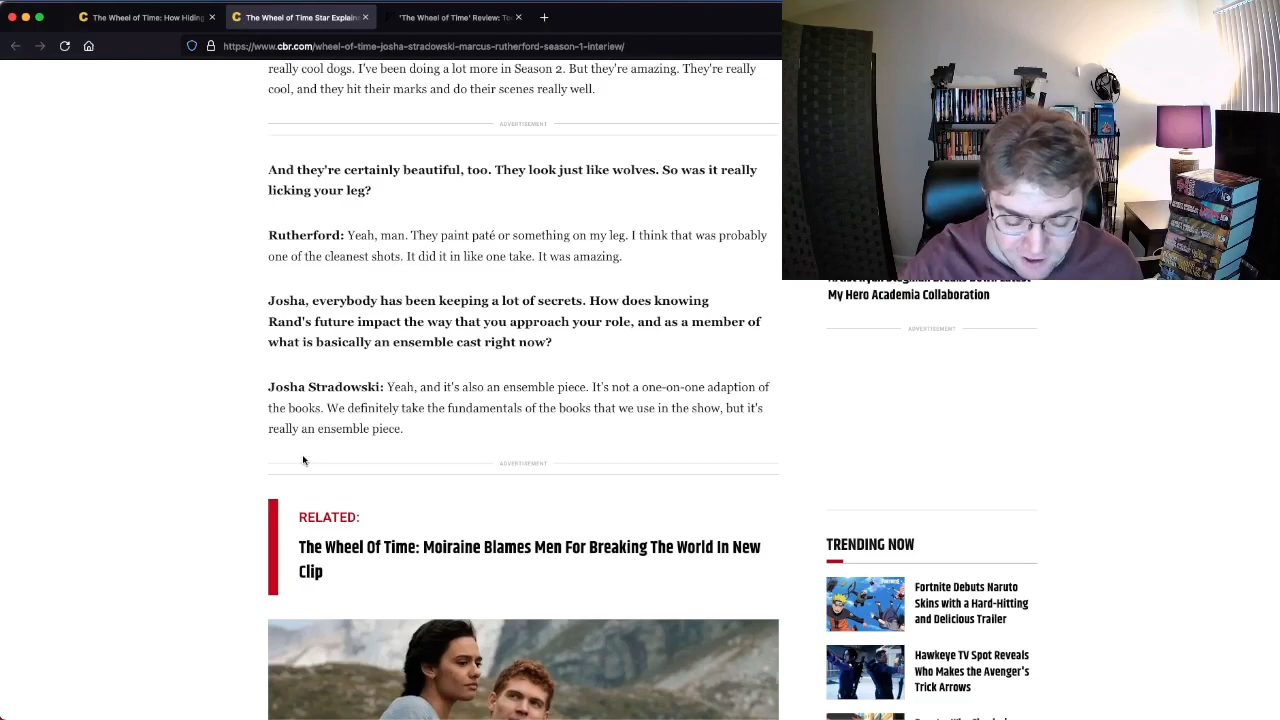 The Wheel of Time: How Hiding
The Wheel of Time Star Explain
'The Wheel of Time' Review: To
https://www.cbr.com/wheel-of-time-josha-stradowski-marcus-rutherford-season-1-interiew/
really cool dogs. I've been doing a lot more in Season 2. But they're amazing. They're really
cool, and they hit their marks and do their scenes really well.
ADVERTISEMENT
And they're certainly beautiful, too. They look just like wolves. So was it really
licking your leg?
Rutherford: Yeah, man. They paint paté or something on my leg. I think that was probably
one of the cleanest shots. It did it in like one take. It was amazing.
Josha, everybody has been keeping a lot of secrets. How does knowing
Rand's future impact the way that you approach your role, and as a member of
what is basically an ensemble cast right now?
Josha Stradowski: Yeah, and it's also an ensemble piece. It's not a one-on-one adaption of
the books. We definitely take the fundamentals of the books that we use in the show, but it's
really an ensemble piece.
ADVERTISEMENT
RELATED:
The Wheel Of Time: Moiraine Blames Men For Breaking The World In New
Clip
My Hero Academia Collaboration
ADVERTISEMENT
TRENDING NOW
Fortnite Debuts Naruto
Skins with a Hard-Hitting
and Delicious Trailer
Hawkeye TV Spot Reveals
Who Makes the Avenger's
Trick Arrows